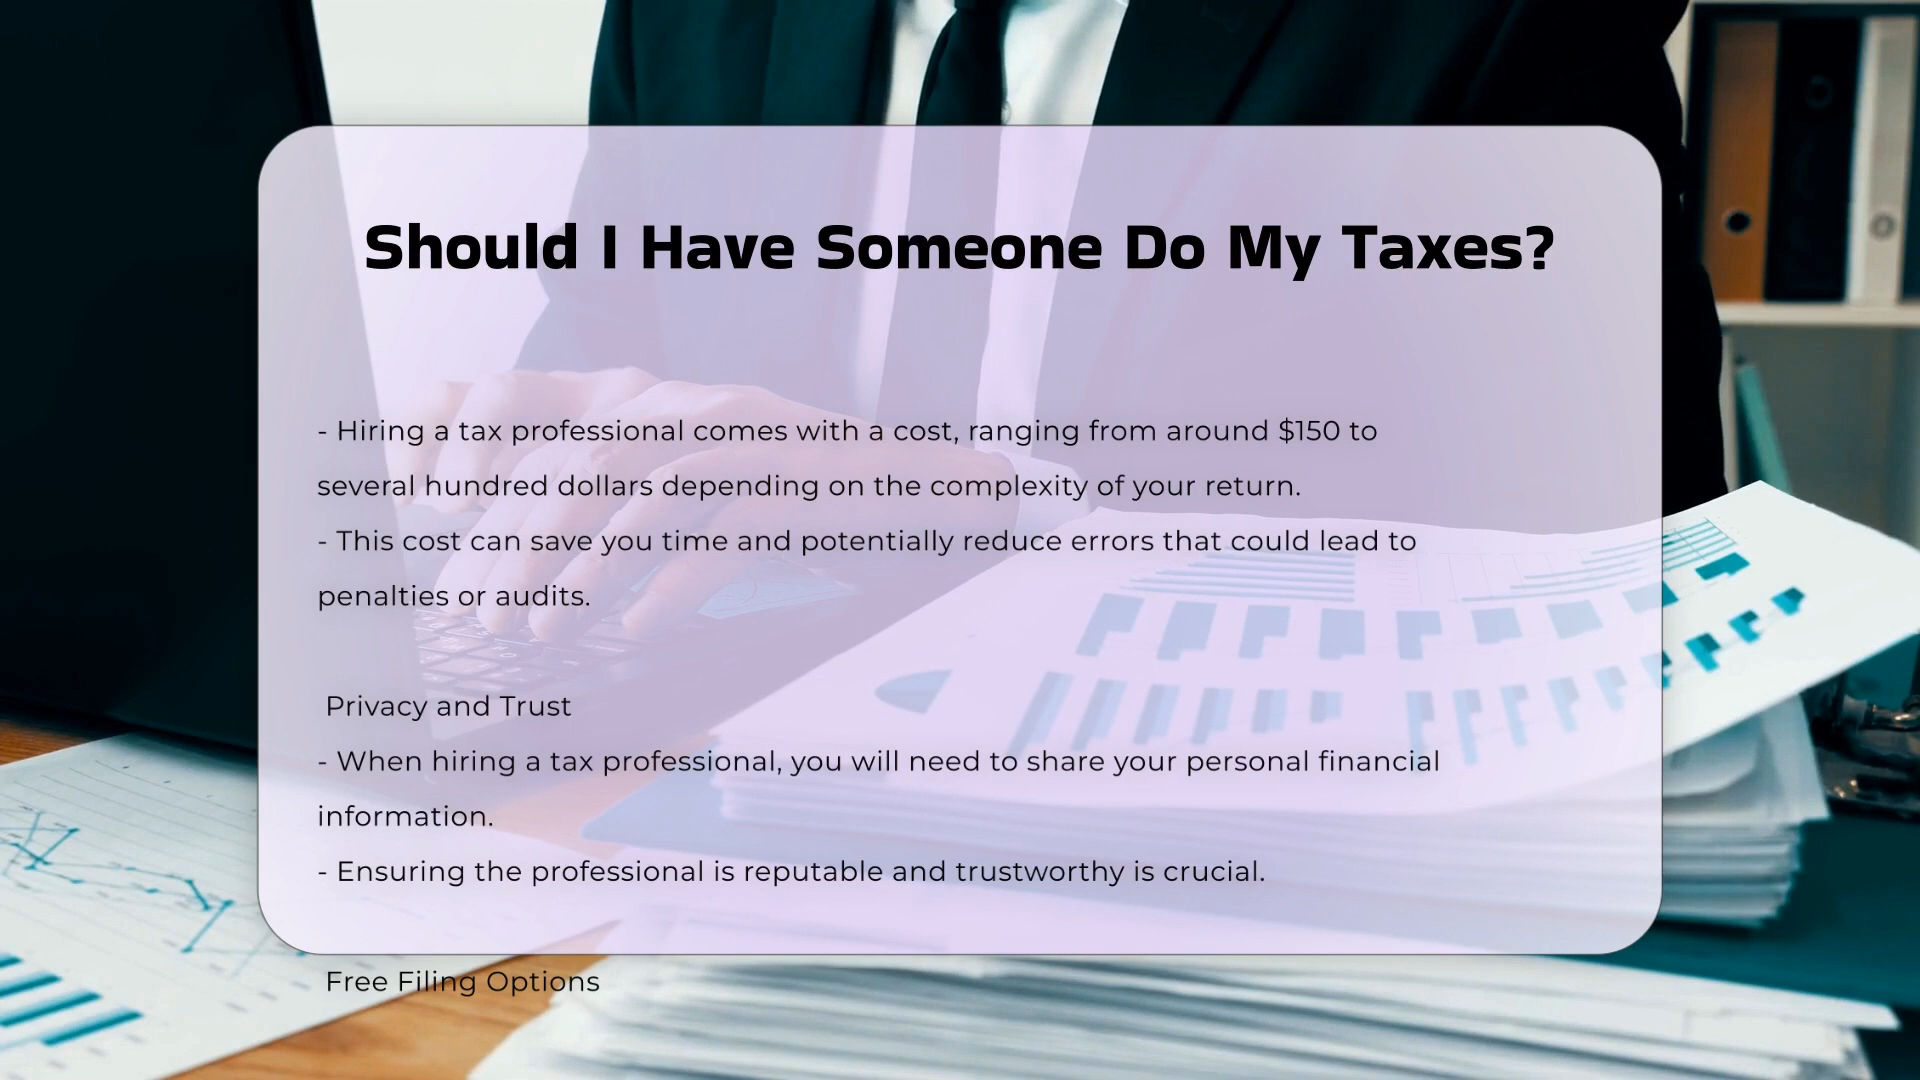 Should I Have Someone Do My Taxes?
- Hiring a tax professional comes with a cost, ranging from around $150 to
several hundred dollars depending on the complexity of your return.
- This cost can save you time and potentially reduce errors that could lead to
penalties or audits.
Privacy and Trust
- When hiring a tax professional, you will need to share your personal financial
information.
- Ensuring the professional is reputable and trustworthy is crucial.
Free Filing Options